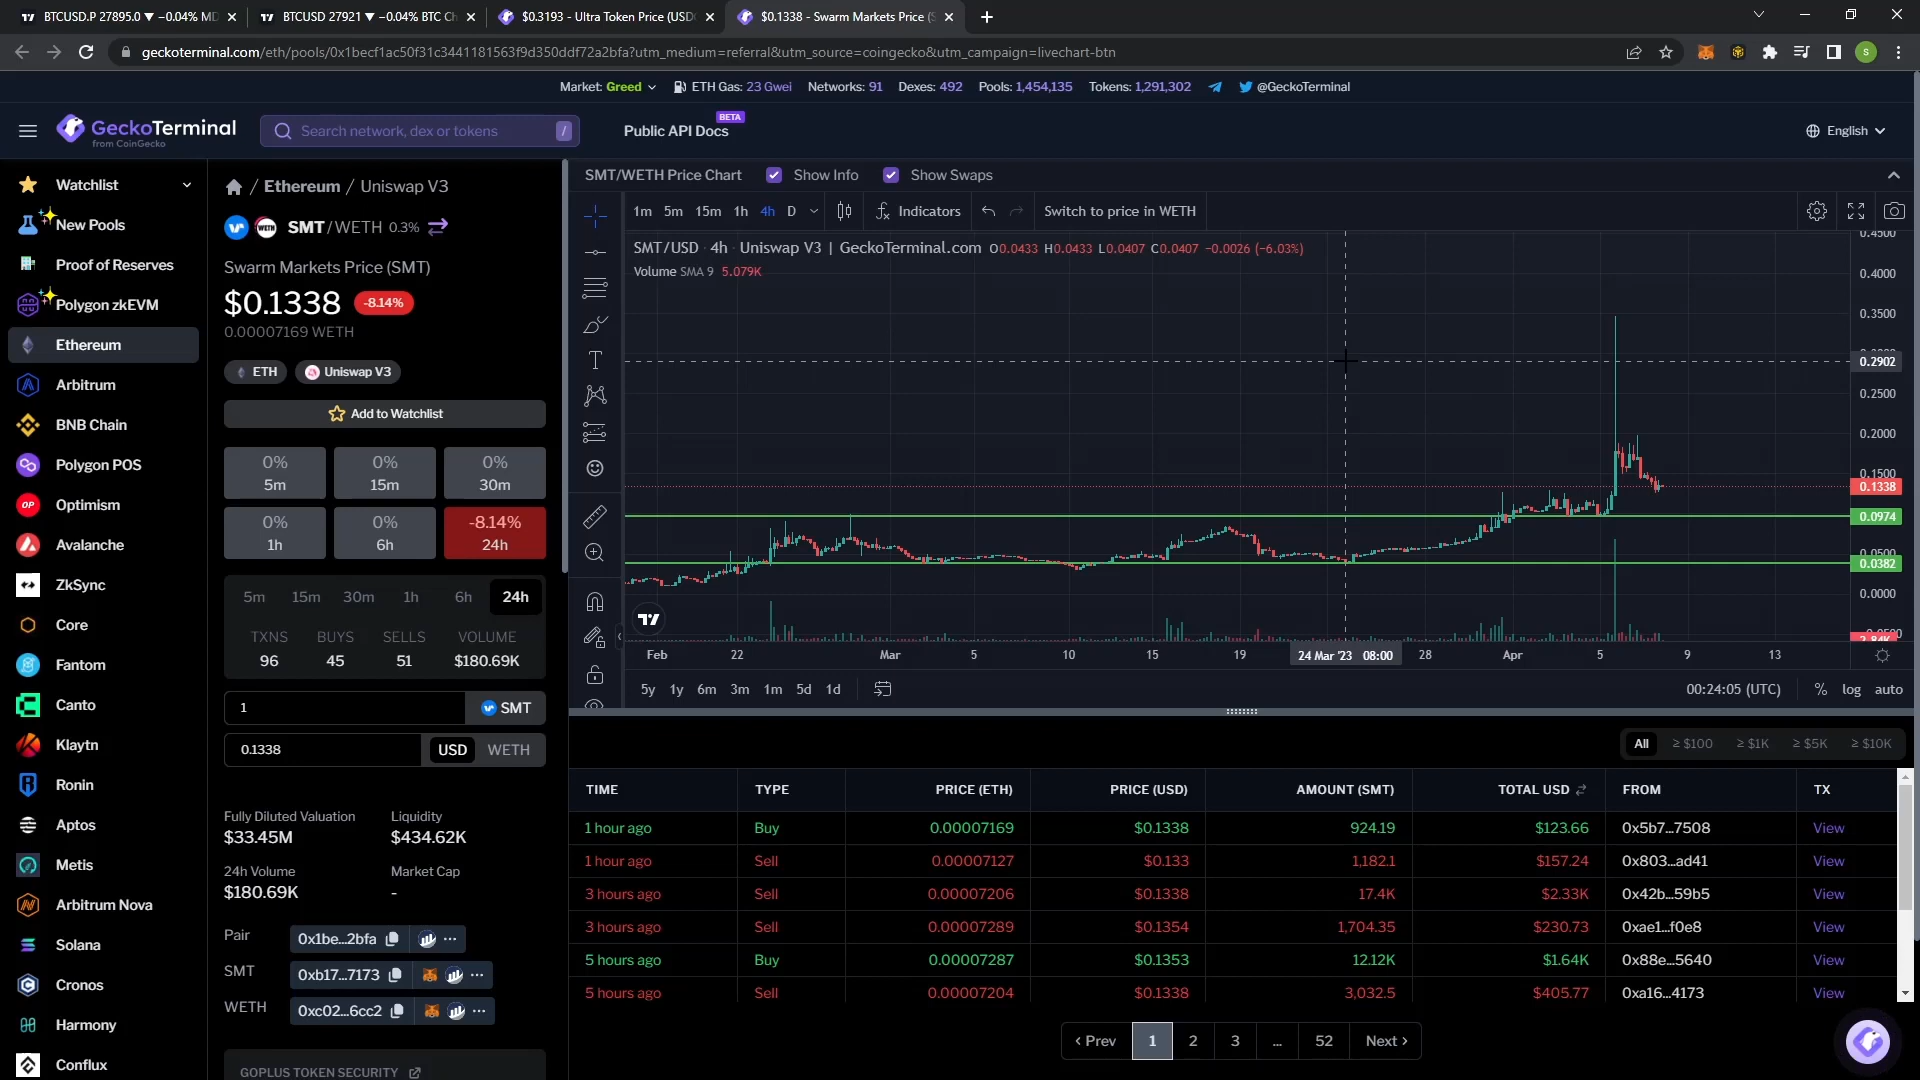 BTCUSD.P 27895.0 ▼ −0.04% MD
BTCUSD 27921 ▼ −0.04% BTC Ch
$0.3193 - Ultra Token Price (USDC
$0.1338 - Swarm Markets Price (S
geckoterminal.com/eth/pools/0x1becf1ac50f31c3441181563f9d350ddf72a2bfa?utm_medium=referral&utm_source=coingecko&utm_campaign=livechart-btn
S
Market: Greed ETH Gas: 23 Gwei Networks: 91 Dexes: 492 Pools: 1,454,135 Tokens: 1,291,302 @GeckoTerminal
GeckoTerminal
from CoinGecko
Search network, dex or tokens /
Public API Docs BETA
English
Watchlist
New Pools
Proof of Reserves
Polygon zkEVM
Ethereum
Arbitrum
BNB Chain
Polygon POS
Optimism
Avalanche
ZkSync
Core
Fantom
Canto
Klaytn
Ronin
Aptos
Metis
Arbitrum Nova
Solana
Cronos
Harmony
Conflux
/ Ethereum / Uniswap V3
SMT/WETH 0.3%
Swarm Markets Price (SMT)
$0.1338 -8.14%
0.00007169 WETH
ETH Uniswap V3
Add to Watchlist
0% 0% 0%
5m 15m 30m
0% 0% -8.14%
1h 6h 24h
5m 15m 30m 1h 6h 24h
TXNS BUYS SELLS VOLUME
96 45 51 $180.69K
1 SMT
0.1338 USD WETH
Fully Diluted Valuation Liquidity
$33.45M $434.62K
24h Volume Market Cap
$180.69K -
Pair 0x1be...2bfa
SMT 0xb17...7173
WETH 0xc02...6cc2
GOPLUS TOKEN SECURITY
SMT/WETH Price Chart Show Info Show Swaps
1m 5m 15m 1h 4h D Indicators Switch to price in WETH
SMT/USD · 4h · Uniswap V3 | GeckoTerminal.com O0.0433 H0.0433 L0.0407 C0.0407 −0.0026 (−6.03%)
Volume SMA 9 5.079K
0.4500
0.4000
0.3500
0.2902
0.2500
0.2000
0.1500
0.1338
0.0974
0.0500
0.0382
0.0000
2.84K
Feb 22 Mar 5 10 15 19 24 Mar '23 08:00 28 Apr 5 9 13
5y 1y 6m 3m 1m 5d 1d 00:24:05 (UTC) % log auto
All ≥ $100 ≥ $1K ≥ $5K ≥ $10K
TIME TYPE PRICE (ETH) PRICE (USD) AMOUNT (SMT) TOTAL USD FROM TX
1 hour ago Buy 0.00007169 $0.1338 924.19 $123.66 0x5b7...7508 View
1 hour ago Sell 0.00007127 $0.133 1,182.1 $157.24 0x803...ad41 View
3 hours ago Sell 0.00007206 $0.1338 17.4K $2.33K 0x42b...59b5 View
3 hours ago Sell 0.00007289 $0.1354 1,704.35 $230.73 0xae1...f0e8 View
5 hours ago Buy 0.00007287 $0.1353 12.12K $1.64K 0x88e...5640 View
5 hours ago Sell 0.00007204 $0.1338 3,032.5 $405.77 0xa16...4173 View
‹ Prev 1 2 3 ... 52 Next ›